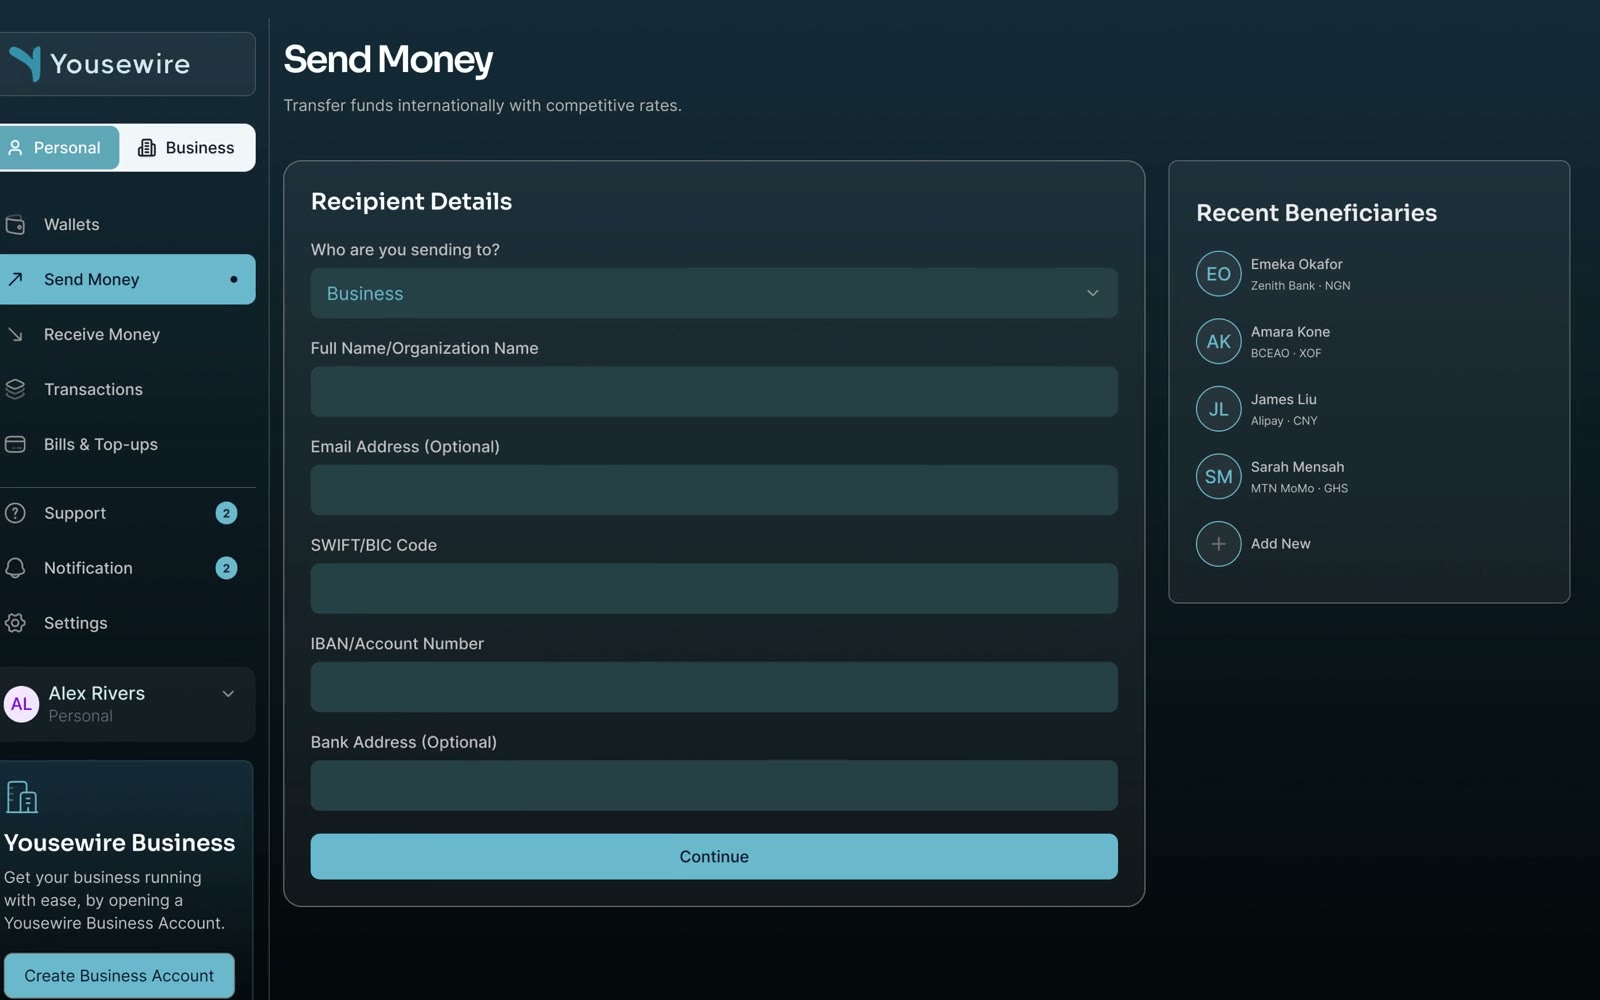 Yousewire
Personal
Business
Wallets
Send Money
Receive Money
Transactions
Bills & Top-ups
Support
2
Notification
2
Settings
AL
Alex Rivers
Personal
Yousewire Business
Get your business running
with ease, by opening a
Yousewire Business Account.
Create Business Account
Send Money
Transfer funds internationally with competitive rates.
Recipient Details
Who are you sending to?
Business
Full Name/Organization Name
Email Address (Optional)
SWIFT/BIC Code
IBAN/Account Number
Bank Address (Optional)
Continue
Recent Beneficiaries
EO
Emeka Okafor
Zenith Bank · NGN
AK
Amara Kone
BCEAO · XOF
JL
James Liu
Alipay · CNY
SM
Sarah Mensah
MTN MoMo · GHS
Add New